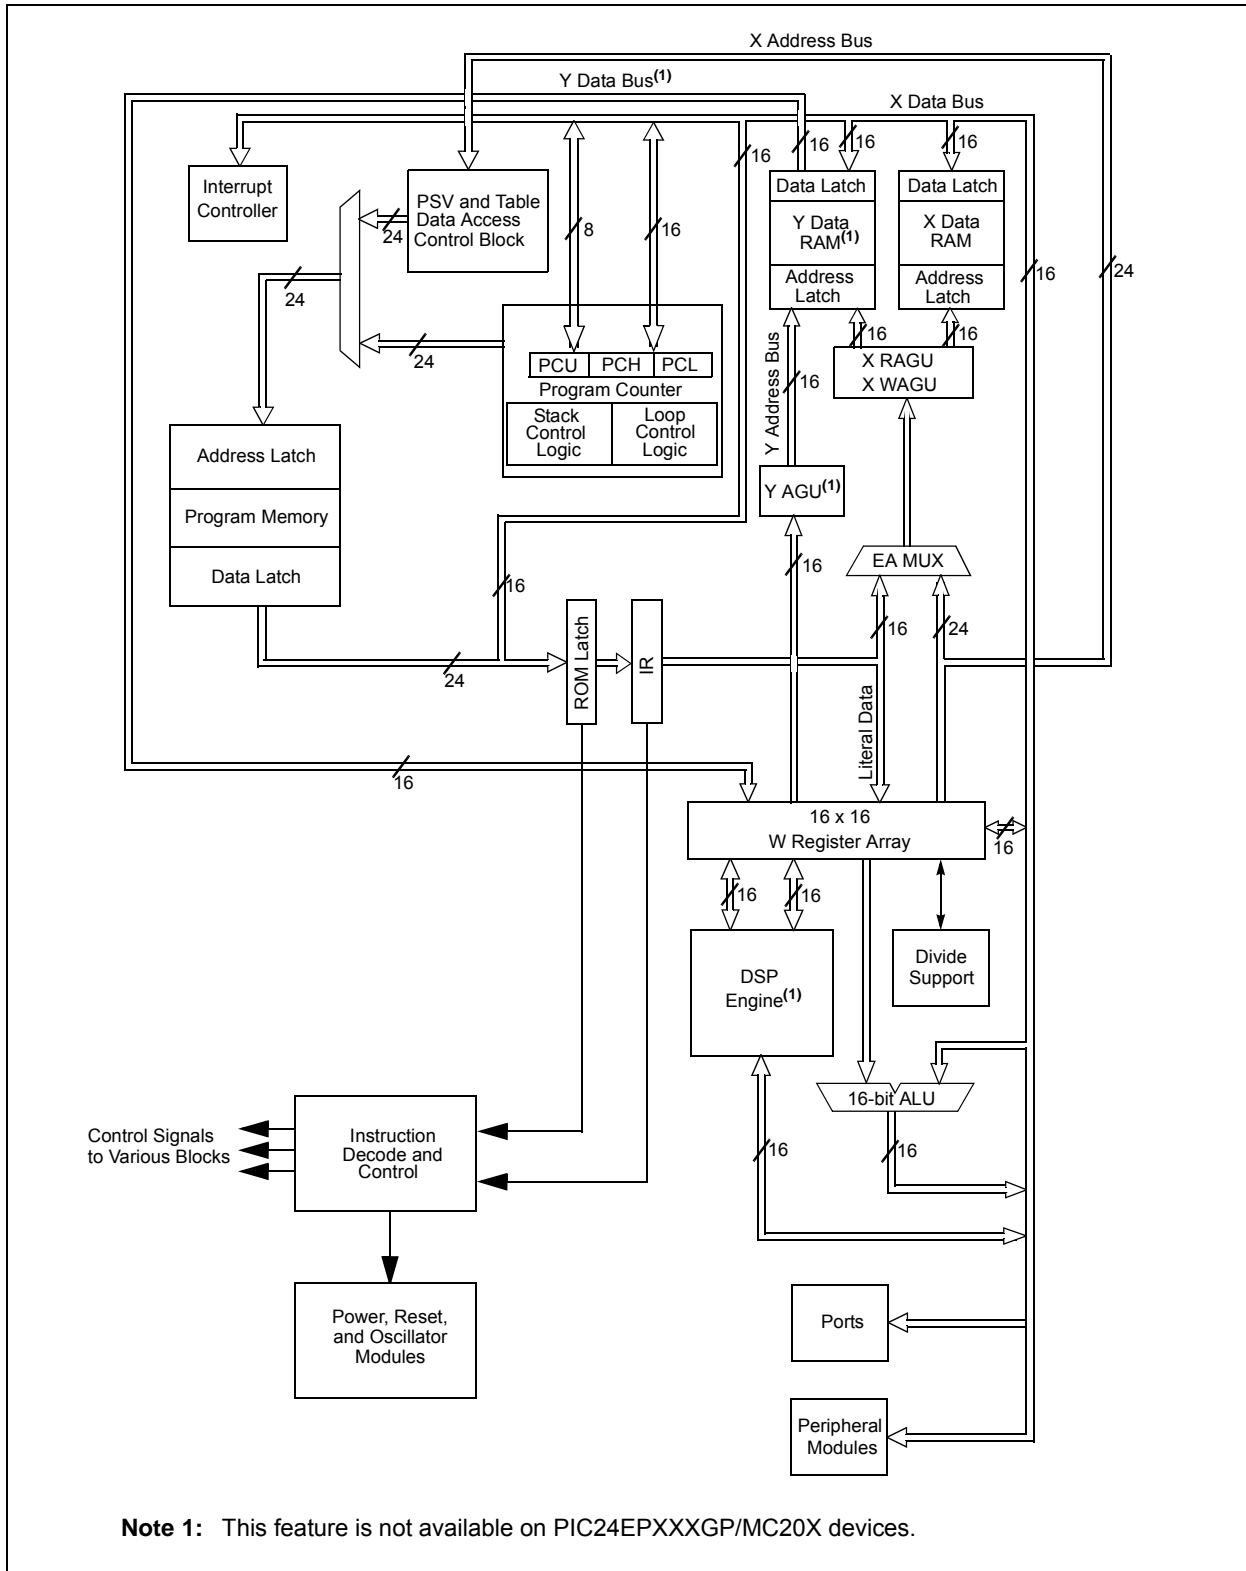 X Address Bus
Y Data Bus(1)
X Data Bus
16
16
16
16
Interrupt
Controller
PSV and Table
Data Access
Control Block
24
8
16
Data Latch
Y Data
RAM(1)
Address
Latch
Data Latch
X Data
RAM
Address
Latch
16
24
24
24
16
16
PCU
PCH
PCL
Program Counter
Stack
Control
Logic
Loop
Control
Logic
X RAGU
X WAGU
Y Address Bus
16
Address Latch
Program Memory
Data Latch
Y AGU(1)
EA MUX
16
16
16
24
24
ROM Latch
IR
Literal Data
16
16 x 16
W Register Array
16
16
16
DSP
Engine(1)
Divide
Support
16-bit ALU
16
16
Control Signals
to Various Blocks
Instruction
Decode and
Control
Power, Reset,
and Oscillator
Modules
Ports
Peripheral
Modules
Note 1: This feature is not available on PIC24EPXXXGP/MC20X devices.